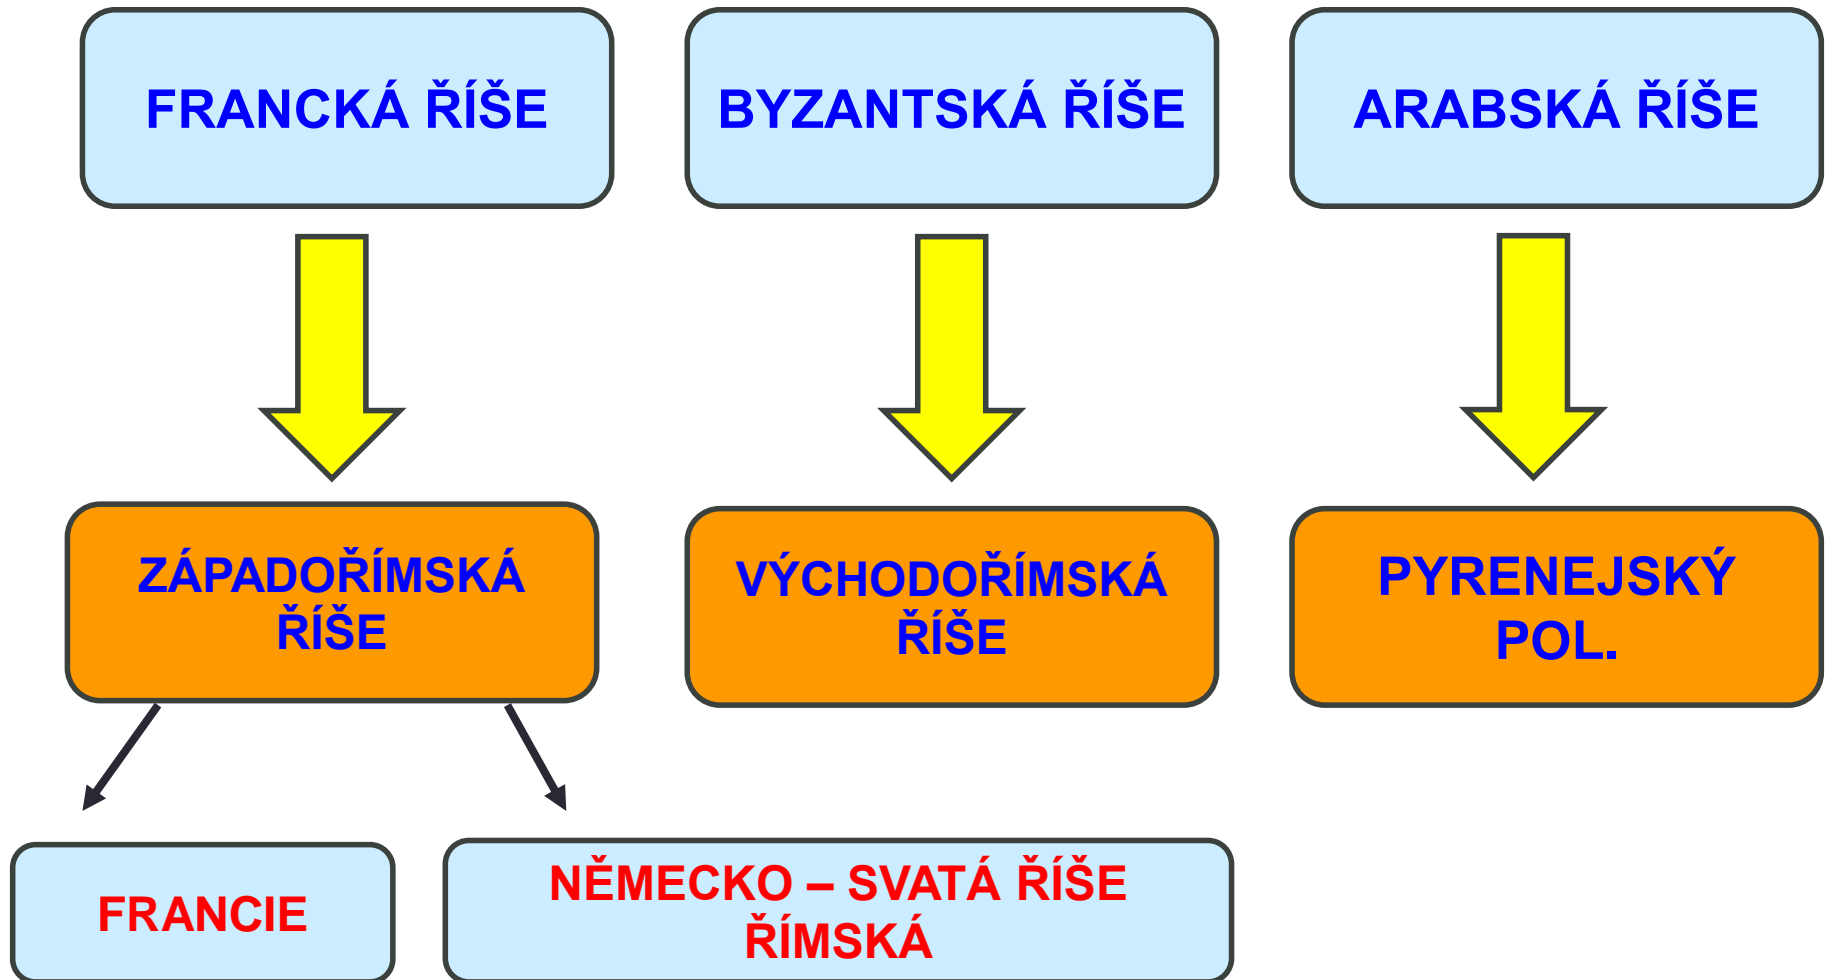 FRANCKÁ ŘÍŠE
BYZANTSKÁ ŘÍŠE
ARABSKÁ ŘÍŠE
ZÁPADOŘÍMSKÁ
ŘÍŠE
VÝCHODOŘÍMSKÁ
ŘÍŠE
PYRENEJSKÝ
POL.
FRANCIE
NĚMECKO – SVATÁ ŘÍŠE
ŘÍMSKÁ